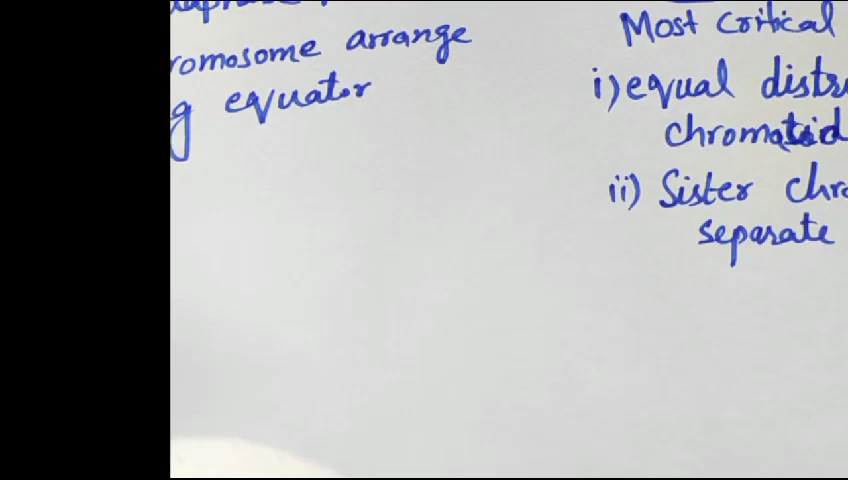 romosome arrange
g equator
Most Critical
i) equal distr
chromatid
ii) Sister chr
separate